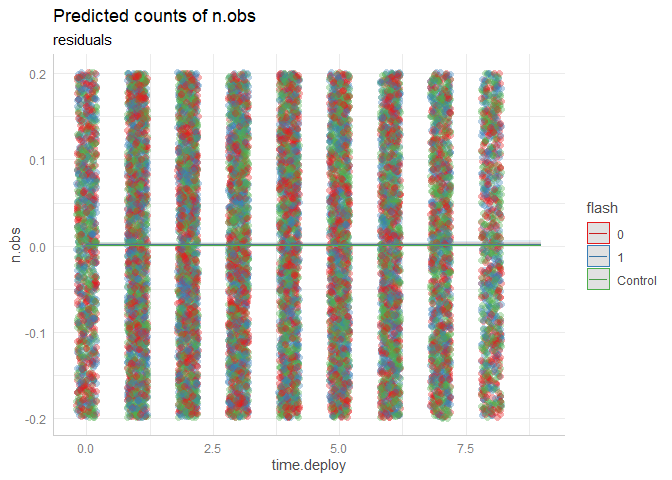 Predicted counts of n.obs
residuals
0.2
0.1
0.0
-0.1
-0.2
n.obs
0.0
2.5
5.0
7.5
time.deploy
flash
0
1
Control